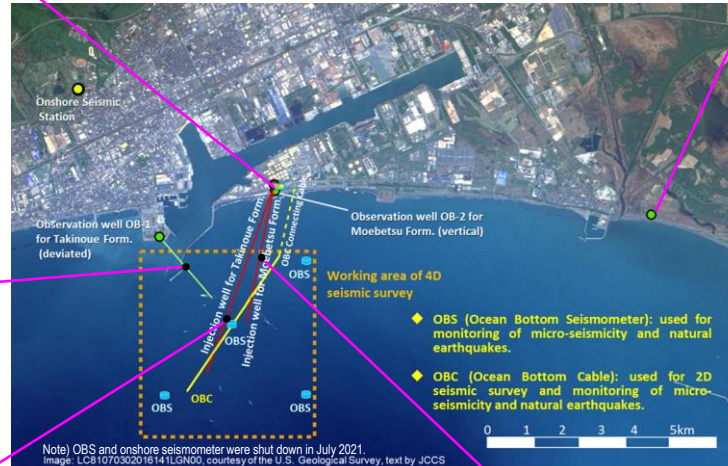 Onshore Seismic
Station
Observation well OB-1
for Takinoue Form.
(deviated)
Injection well for Takinoue Form.
Injection well for Moebetsu Form.
OBC Connecting Cable
Observation well OB-2 for
Moebetsu Form. (vertical)
OBS
Working area of 4D
seismic survey
OBS
OBC
OBS
OBS
◆ OBS (Ocean Bottom Seismometer): used for
monitoring of micro-seismicity and natural
earthquakes.
◆ OBC (Ocean Bottom Cable): used for 2D
seismic survey and monitoring of micro-
seismicity and natural earthquakes.
0 1 2 3 4 5km
Note) OBS and onshore seismometer were shut down in July 2021.
Image: LC81070302016141LGN00, courtesy of the U.S. Geological Survey, text by JCCS